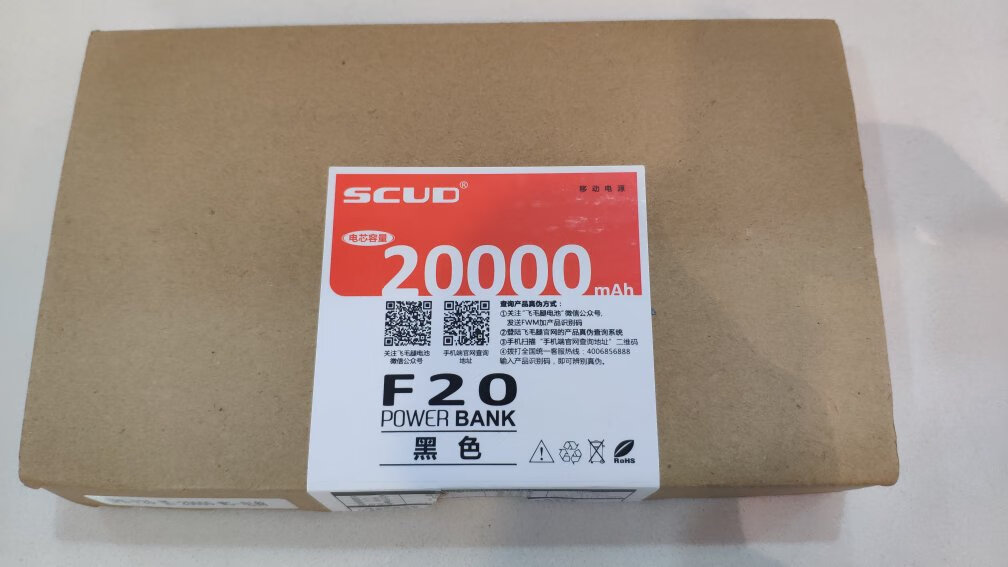 SCUD®
移动电源
电芯容量
20000mAh
查询产品真伪方式：
①关注"飞毛腿电池"微信公众号，
发送FWM加产品识别码
②登陆飞毛腿官网的产品真伪查询系统
③手机扫描"手机端官网查询地址"二维码
④拨打全国统一客服热线：4006856888
输入产品识别码，即可辨别真伪。
关注飞毛腿电池
微信公众号
手机端官网查询
地址
F20
POWER BANK
黑色
RoHS